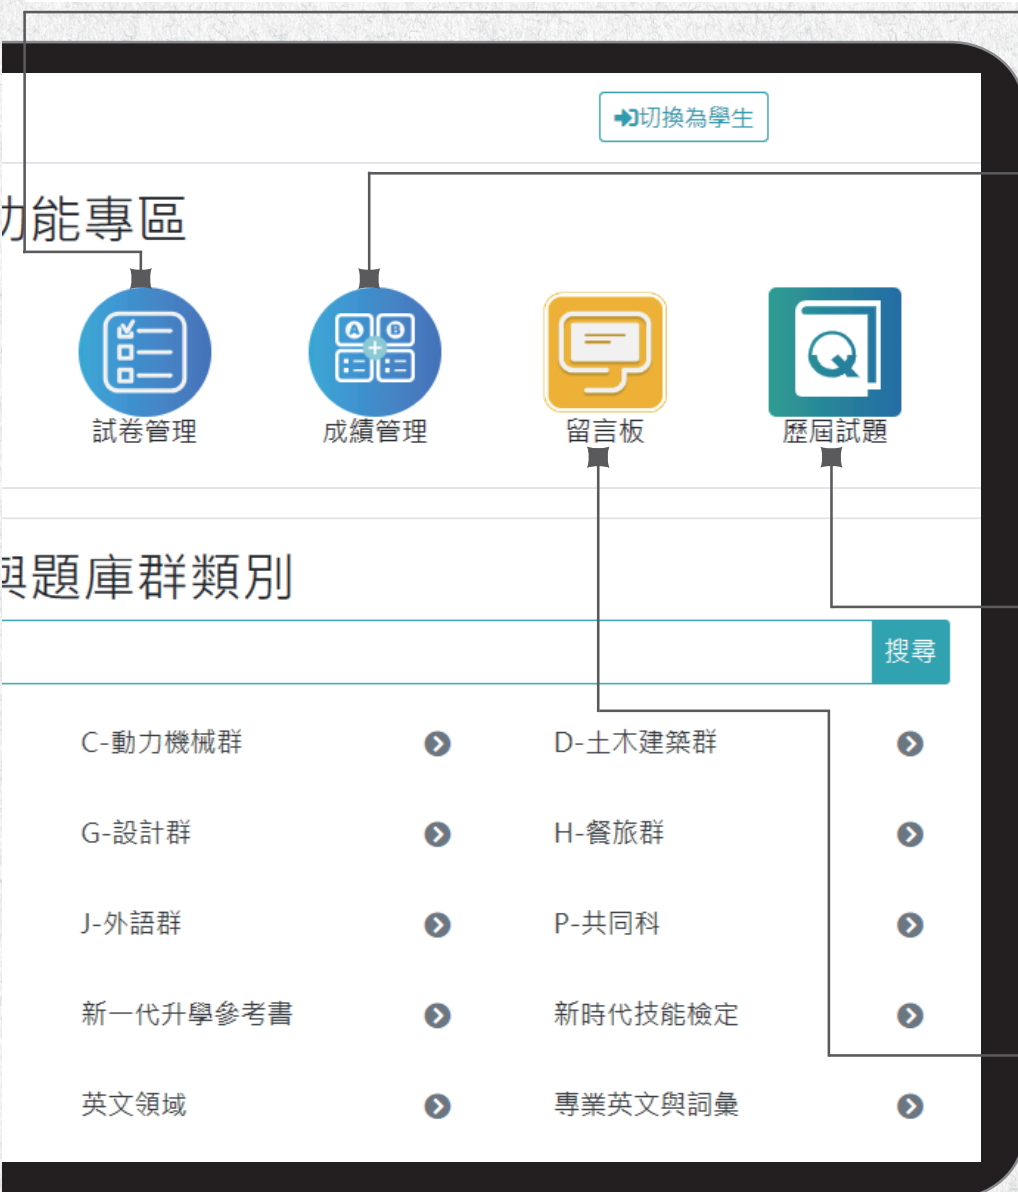 切換為學生
能專區
試卷管理 成績管理 留言板 歷屆試題
題庫群類別
搜尋
C-動力機械群 D-土木建築群
G-設計群 H-餐旅群
J-外語群 P-共同科
新一代升學參考書 新時代技能檢定
英文領域 專業英文與詞彙